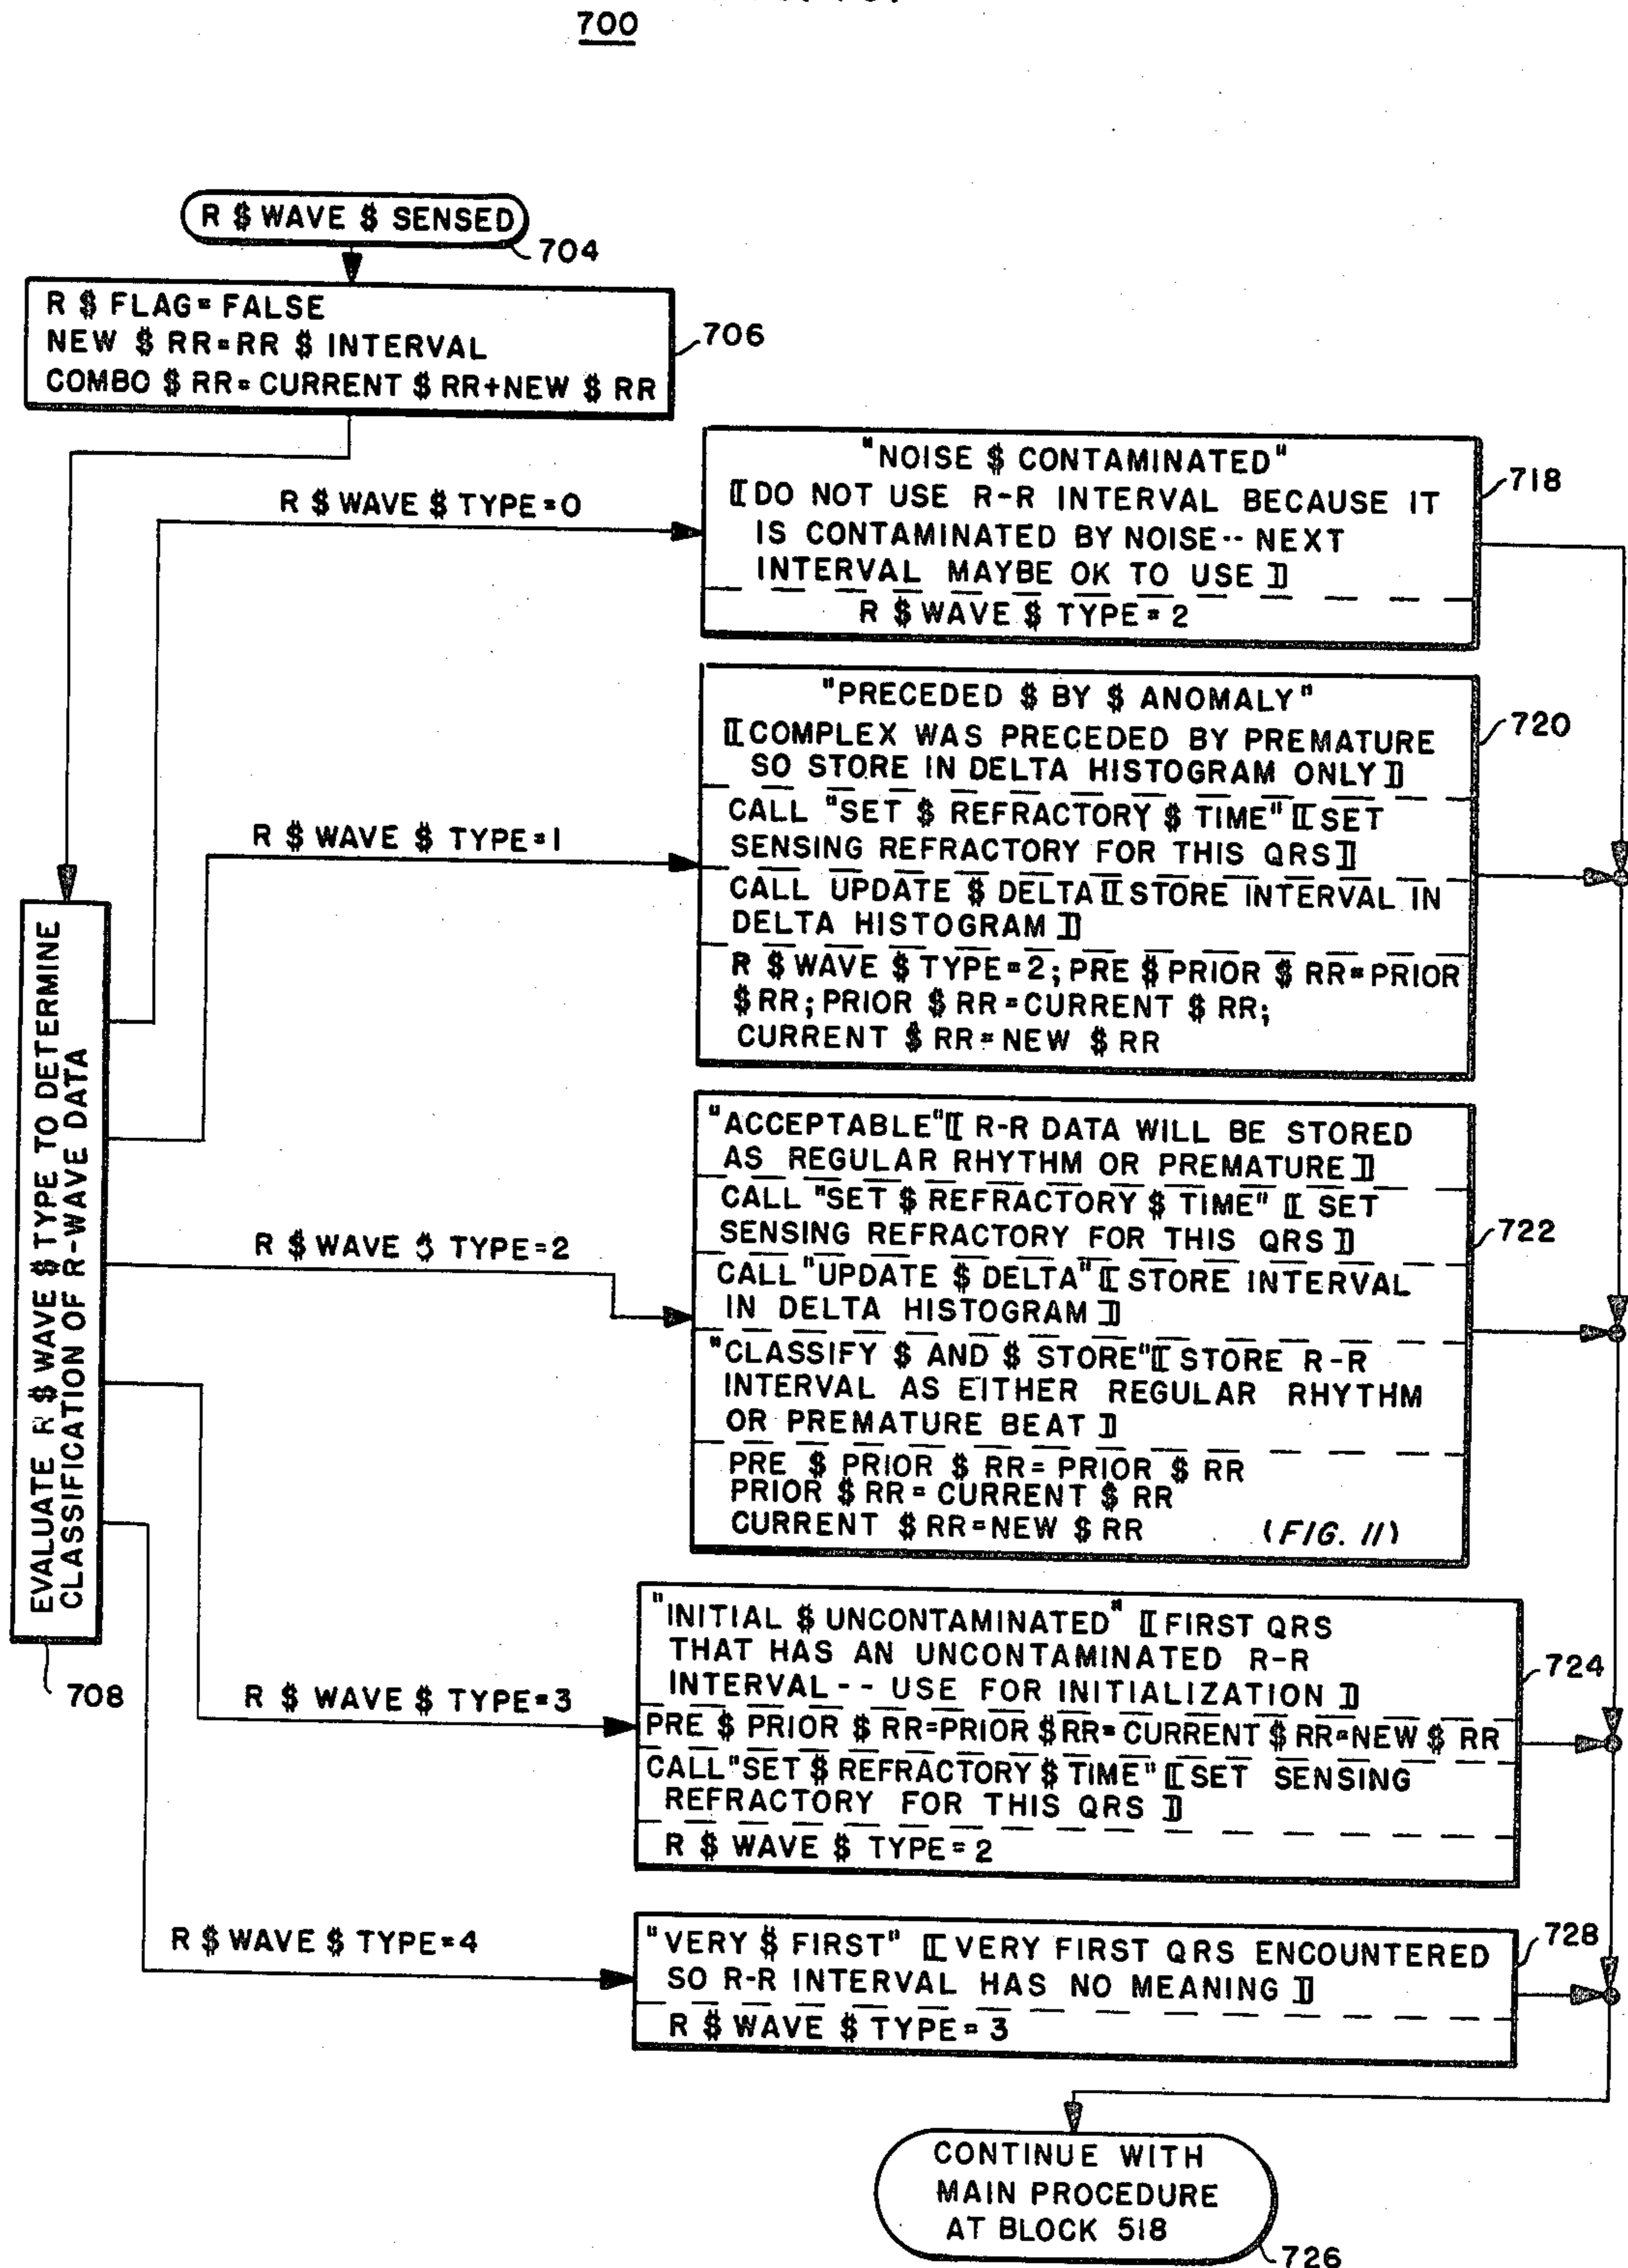 700
R $ WAVE $ SENSED
704
R $ FLAG = FALSE
NEW $ RR = RR $ INTERVAL
COMBO $ RR = CURRENT $ RR + NEW $ RR
706
EVALUATE R $ WAVE $ TYPE TO DETERMINE
CLASSIFICATION OF R-WAVE DATA
708
R $ WAVE $ TYPE = 0
"NOISE $ CONTAMINATED"
[[ DO NOT USE R-R INTERVAL BECAUSE IT
IS CONTAMINATED BY NOISE -- NEXT
INTERVAL MAYBE OK TO USE ]]
R $ WAVE $ TYPE = 2
718
R $ WAVE $ TYPE = 1
"PRECEDED $ BY $ ANOMALY"
[[ COMPLEX WAS PRECEDED BY PREMATURE
SO STORE IN DELTA HISTOGRAM ONLY ]]
CALL "SET $ REFRACTORY $ TIME" [[ SET
SENSING REFRACTORY FOR THIS QRS ]]
CALL UPDATE $ DELTA [[ STORE INTERVAL IN
DELTA HISTOGRAM ]]
R $ WAVE $ TYPE = 2; PRE $ PRIOR $ RR = PRIOR
$ RR; PRIOR $ RR = CURRENT $ RR;
CURRENT $ RR = NEW $ RR
720
R $ WAVE $ TYPE = 2
"ACCEPTABLE" [[ R-R DATA WILL BE STORED
AS REGULAR RHYTHM OR PREMATURE ]]
CALL "SET $ REFRACTORY $ TIME" [[ SET
SENSING REFRACTORY FOR THIS QRS ]]
CALL "UPDATE $ DELTA" [[ STORE INTERVAL
IN DELTA HISTOGRAM ]]
"CLASSIFY $ AND $ STORE" [[ STORE R-R
INTERVAL AS EITHER REGULAR RHYTHM
OR PREMATURE BEAT ]]
PRE $ PRIOR $ RR = PRIOR $ RR
PRIOR $ RR = CURRENT $ RR
CURRENT $ RR = NEW $ RR (FIG. 11)
722
R $ WAVE $ TYPE = 3
"INITIAL $ UNCONTAMINATED" [[ FIRST QRS
THAT HAS AN UNCONTAMINATED R-R
INTERVAL -- USE FOR INITIALIZATION ]]
PRE $ PRIOR $ RR = PRIOR $ RR = CURRENT $ RR = NEW $ RR
CALL "SET $ REFRACTORY $ TIME" [[ SET SENSING
REFRACTORY FOR THIS QRS ]]
R $ WAVE $ TYPE = 2
724
R $ WAVE $ TYPE = 4
"VERY $ FIRST" [[ VERY FIRST QRS ENCOUNTERED
SO R-R INTERVAL HAS NO MEANING ]]
R $ WAVE $ TYPE = 3
728
CONTINUE WITH
MAIN PROCEDURE
AT BLOCK 518
726